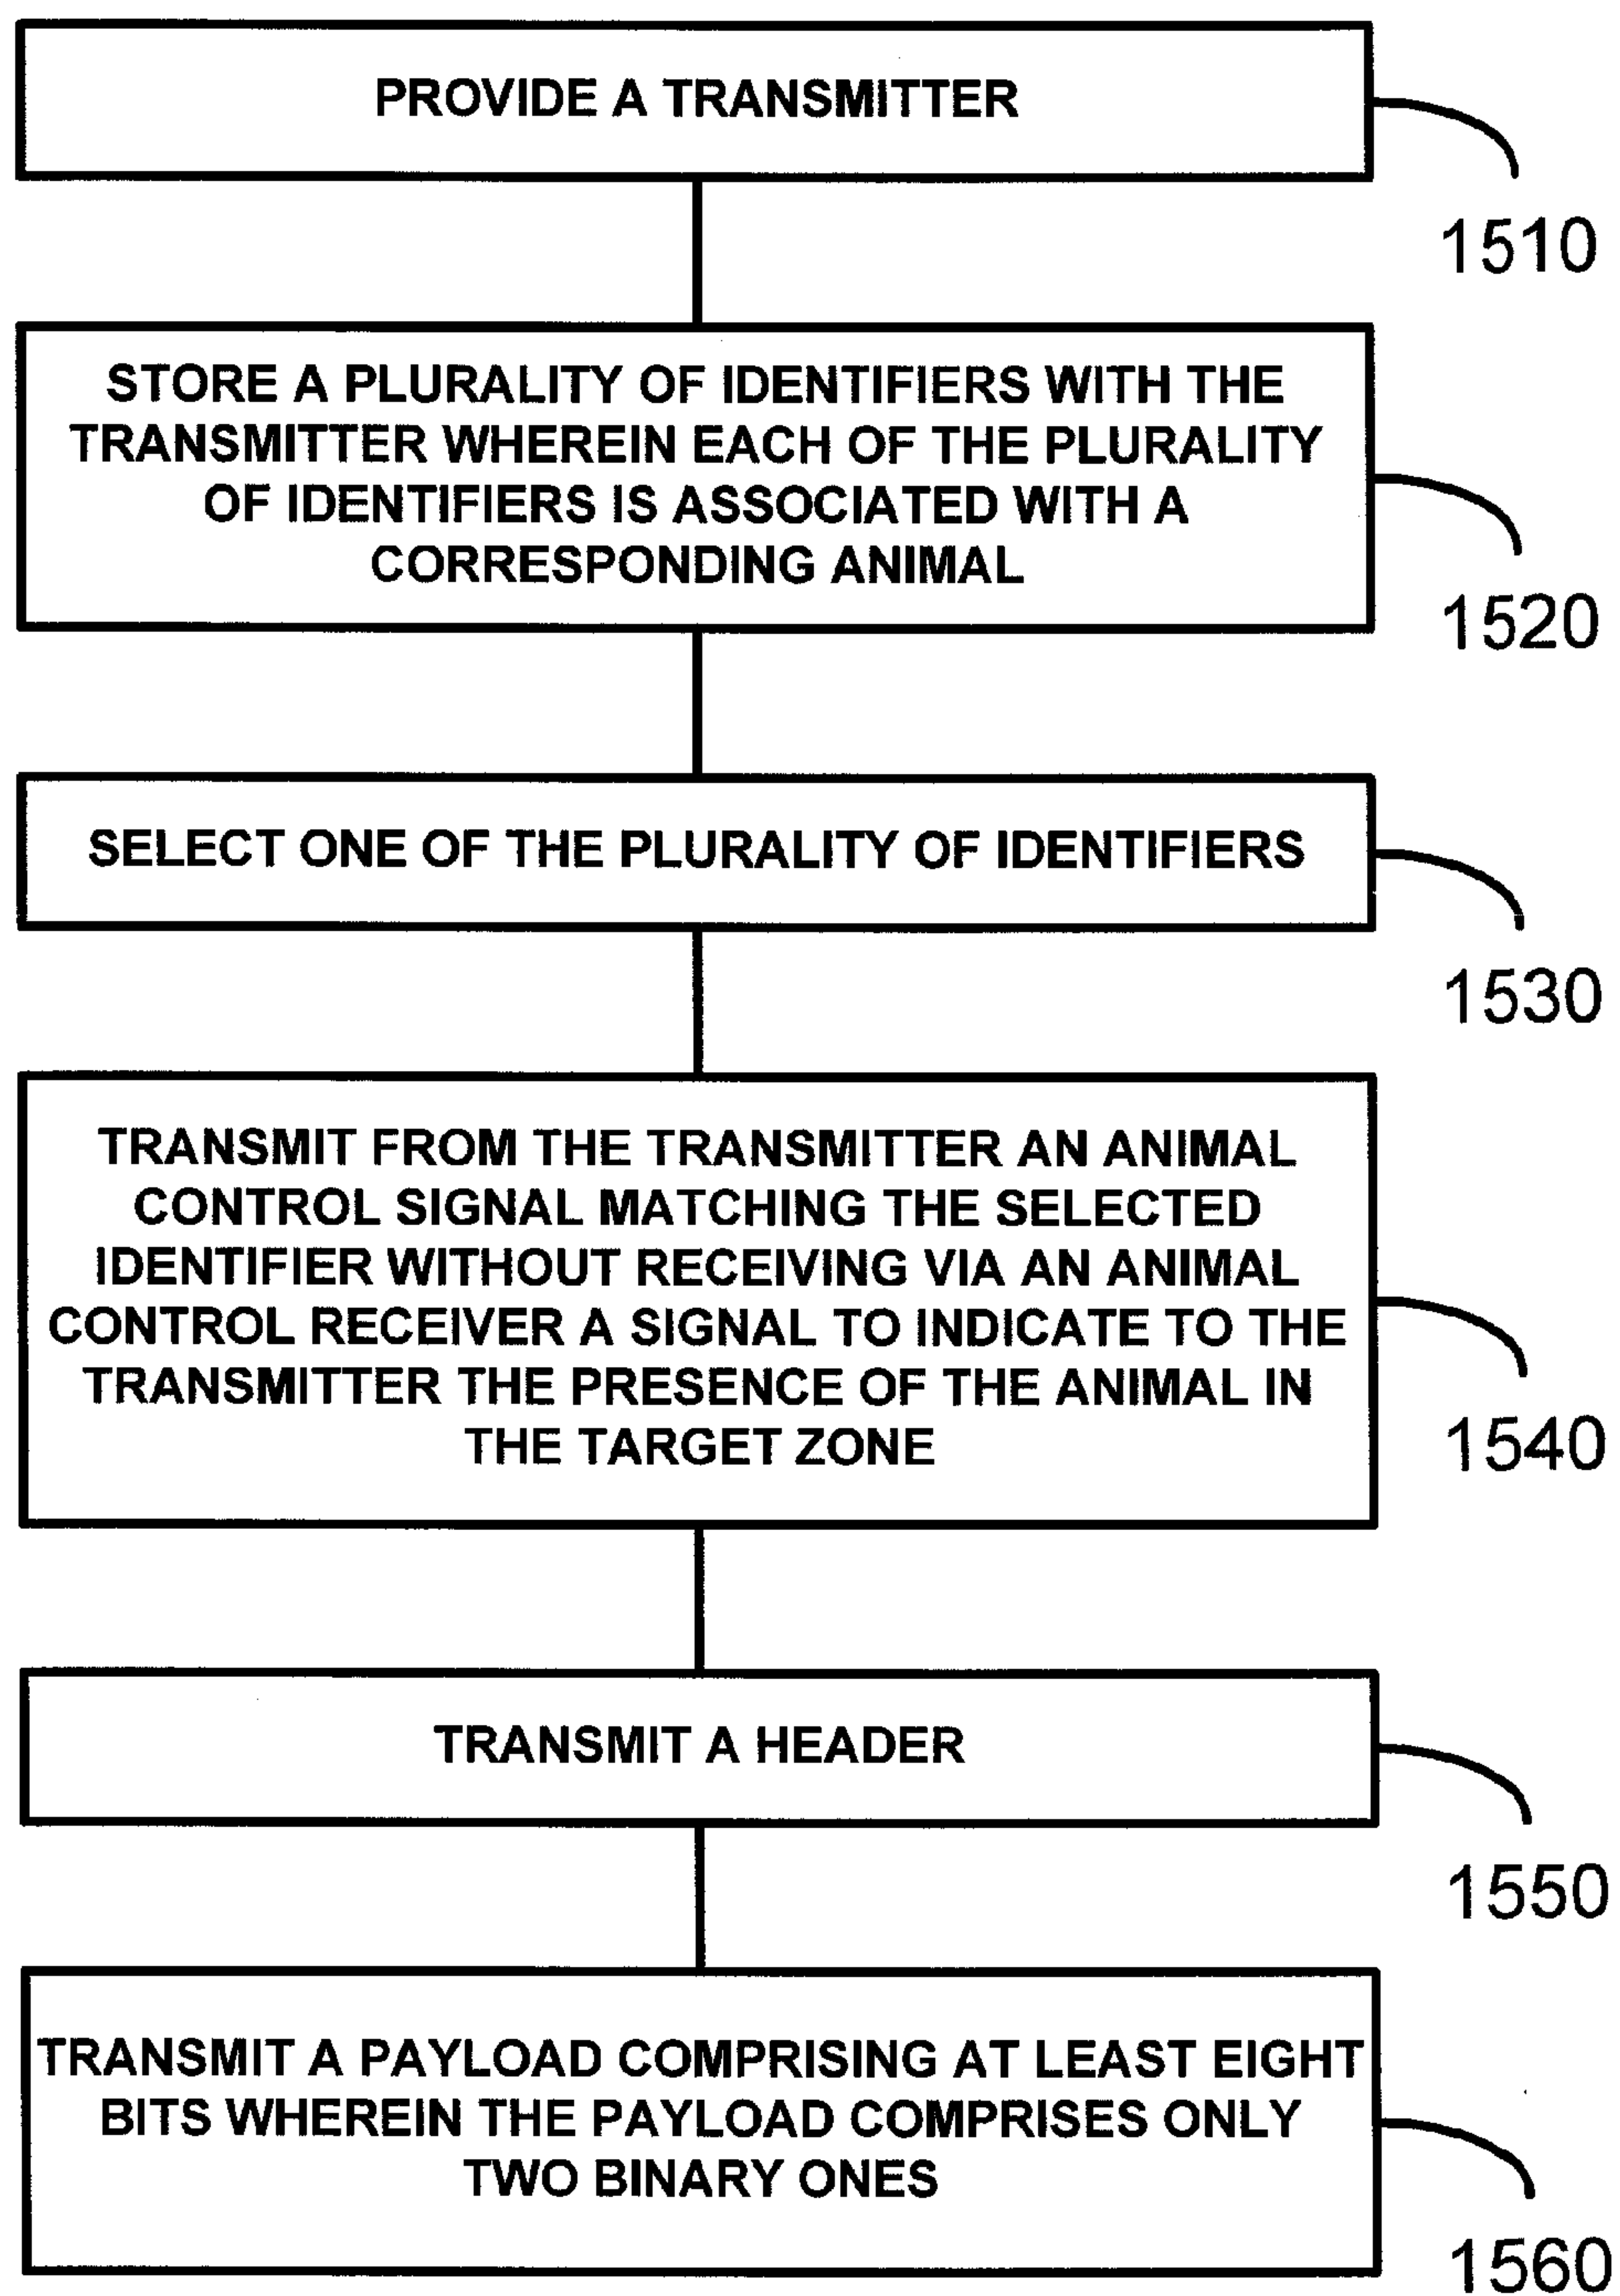 PROVIDE A TRANSMITTER
1510
STORE A PLURALITY OF IDENTIFIERS WITH THE
TRANSMITTER WHEREIN EACH OF THE PLURALITY
OF IDENTIFIERS IS ASSOCIATED WITH A
CORRESPONDING ANIMAL
1520
SELECT ONE OF THE PLURALITY OF IDENTIFIERS
1530
TRANSMIT FROM THE TRANSMITTER AN ANIMAL
CONTROL SIGNAL MATCHING THE SELECTED
IDENTIFIER WITHOUT RECEIVING VIA AN ANIMAL
CONTROL RECEIVER A SIGNAL TO INDICATE TO THE
TRANSMITTER THE PRESENCE OF THE ANIMAL IN
THE TARGET ZONE
1540
TRANSMIT A HEADER
1550
TRANSMIT A PAYLOAD COMPRISING AT LEAST EIGHT
BITS WHEREIN THE PAYLOAD COMPRISES ONLY
TWO BINARY ONES
1560